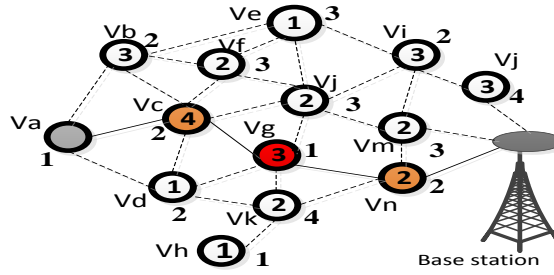 Ve 1 3
Vb 3 2
Vf 2 3
Vi 3 2
Vj 3 4
Vc 4 2
Vj 2 3
Va 1
Vg 3 1
Vm 2 3
Vd 1 2
Vk 2 4
Vn 2 2
Vh 1 1
Base station